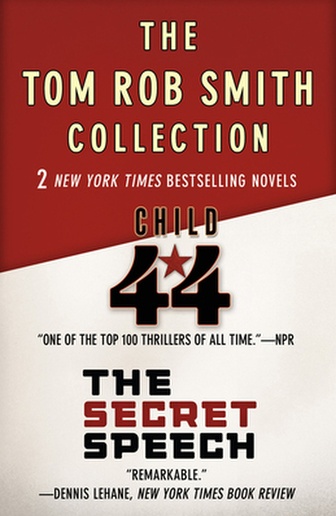 THE
TOM ROB SMITH
COLLECTION
2 NEW YORK TIMES BESTSELLING NOVELS
CHILD
44
“ONE OF THE TOP 100 THRILLERS OF ALL TIME.”—NPR
THE
SECRET
SPEECH
“REMARKABLE.”
—DENNIS LEHANE, NEW YORK TIMES BOOK REVIEW